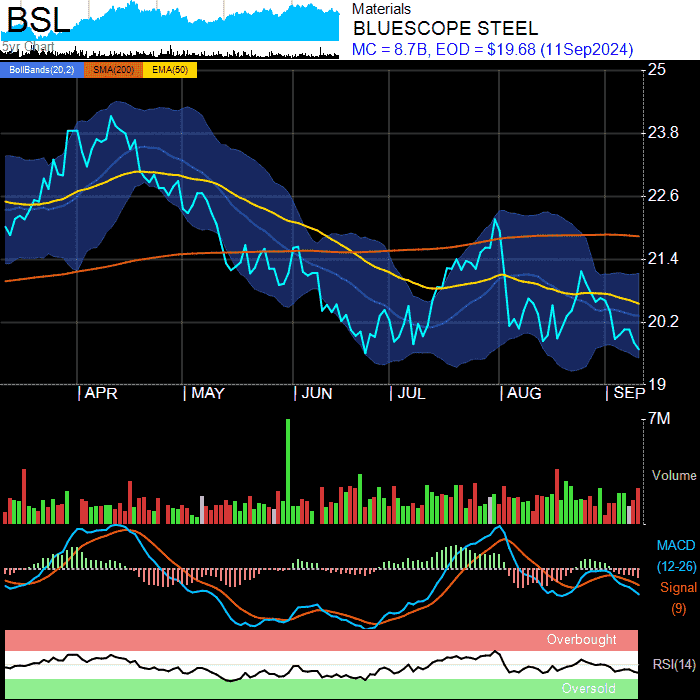 BSL
5yr Chart
Materials
BLUESCOPE STEEL
MC = 8.7B, EOD = $19.68 (11Sep2024)
BollBands(20,2) SMA(200) EMA(50)
25
23.8
22.6
21.4
20.2
19
APR MAY JUN JUL AUG SEP
7M
Volume
MACD
(12-26)
Signal
(9)
Overbought
RSI(14)
Oversold